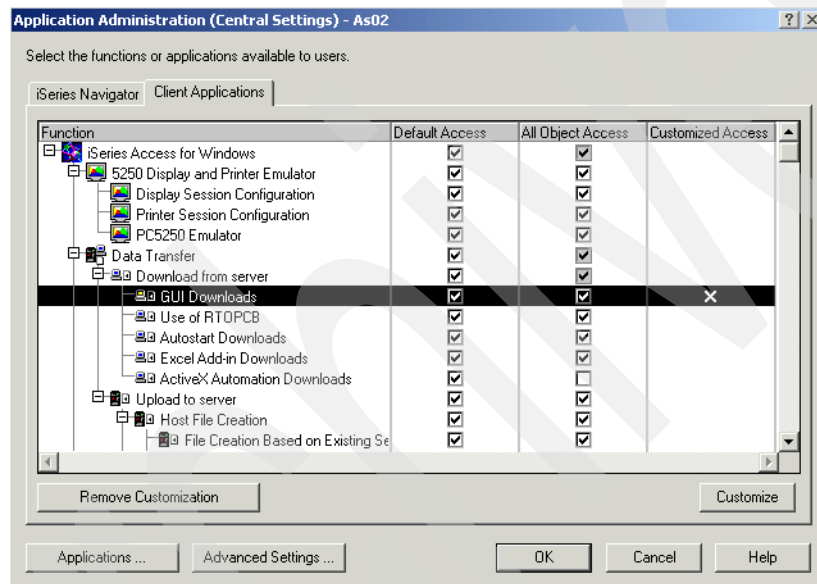 Application Administration (Central Settings) - As02
Select the functions or applications available to users.
iSeries Navigator Client Applications
Function Default Access All Object Access Customized Access
iSeries Access for Windows
5250 Display and Printer Emulator
Display Session Configuration
Printer Session Configuration
PC5250 Emulator
Data Transfer
Download from server
GUI Downloads
Use of RTOPCB
Autostart Downloads
Excel Add-in Downloads
ActiveX Automation Downloads
Upload to server
Host File Creation
File Creation Based on Existing Se
Remove Customization Customize
Applications ... Advanced Settings ... OK Cancel Help